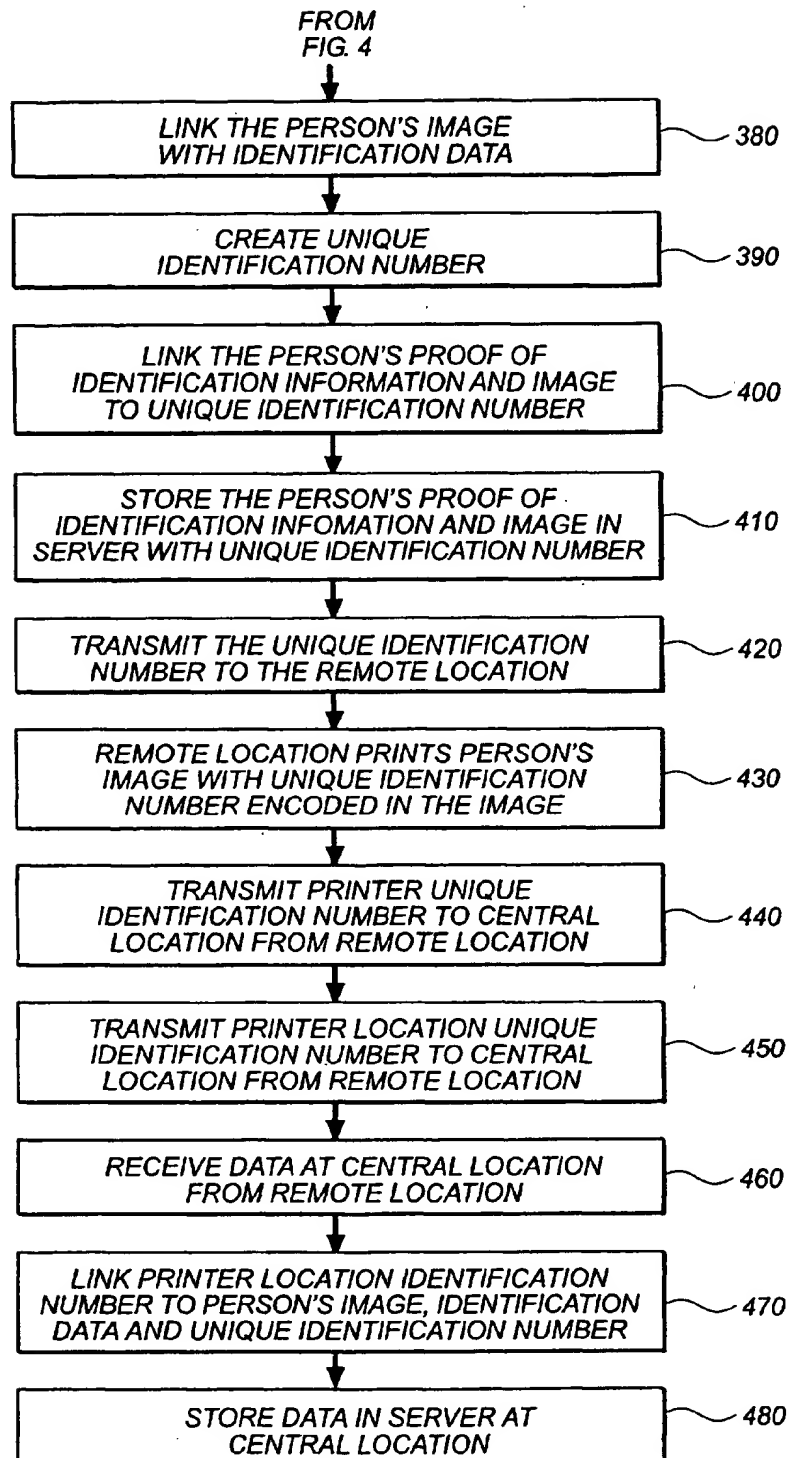 FROM
FIG. 4
LINK THE PERSON'S IMAGE
WITH IDENTIFICATION DATA
380
CREATE UNIQUE
IDENTIFICATION NUMBER
390
LINK THE PERSON'S PROOF OF
IDENTIFICATION INFORMATION AND IMAGE
TO UNIQUE IDENTIFICATION NUMBER
400
STORE THE PERSON'S PROOF OF
IDENTIFICATION INFOMATION AND IMAGE IN
SERVER WITH UNIQUE IDENTIFICATION NUMBER
410
TRANSMIT THE UNIQUE IDENTIFICATION
NUMBER TO THE REMOTE LOCATION
420
REMOTE LOCATION PRINTS PERSON'S
IMAGE WITH UNIQUE IDENTIFICATION
NUMBER ENCODED IN THE IMAGE
430
TRANSMIT PRINTER UNIQUE
IDENTIFICATION NUMBER TO CENTRAL
LOCATION FROM REMOTE LOCATION
440
TRANSMIT PRINTER LOCATION UNIQUE
IDENTIFICATION NUMBER TO CENTRAL
LOCATION FROM REMOTE LOCATION
450
RECEIVE DATA AT CENTRAL LOCATION
FROM REMOTE LOCATION
460
LINK PRINTER LOCATION IDENTIFICATION
NUMBER TO PERSON'S IMAGE, IDENTIFICATION
DATA AND UNIQUE IDENTIFICATION NUMBER
470
STORE DATA IN SERVER AT
CENTRAL LOCATION
480